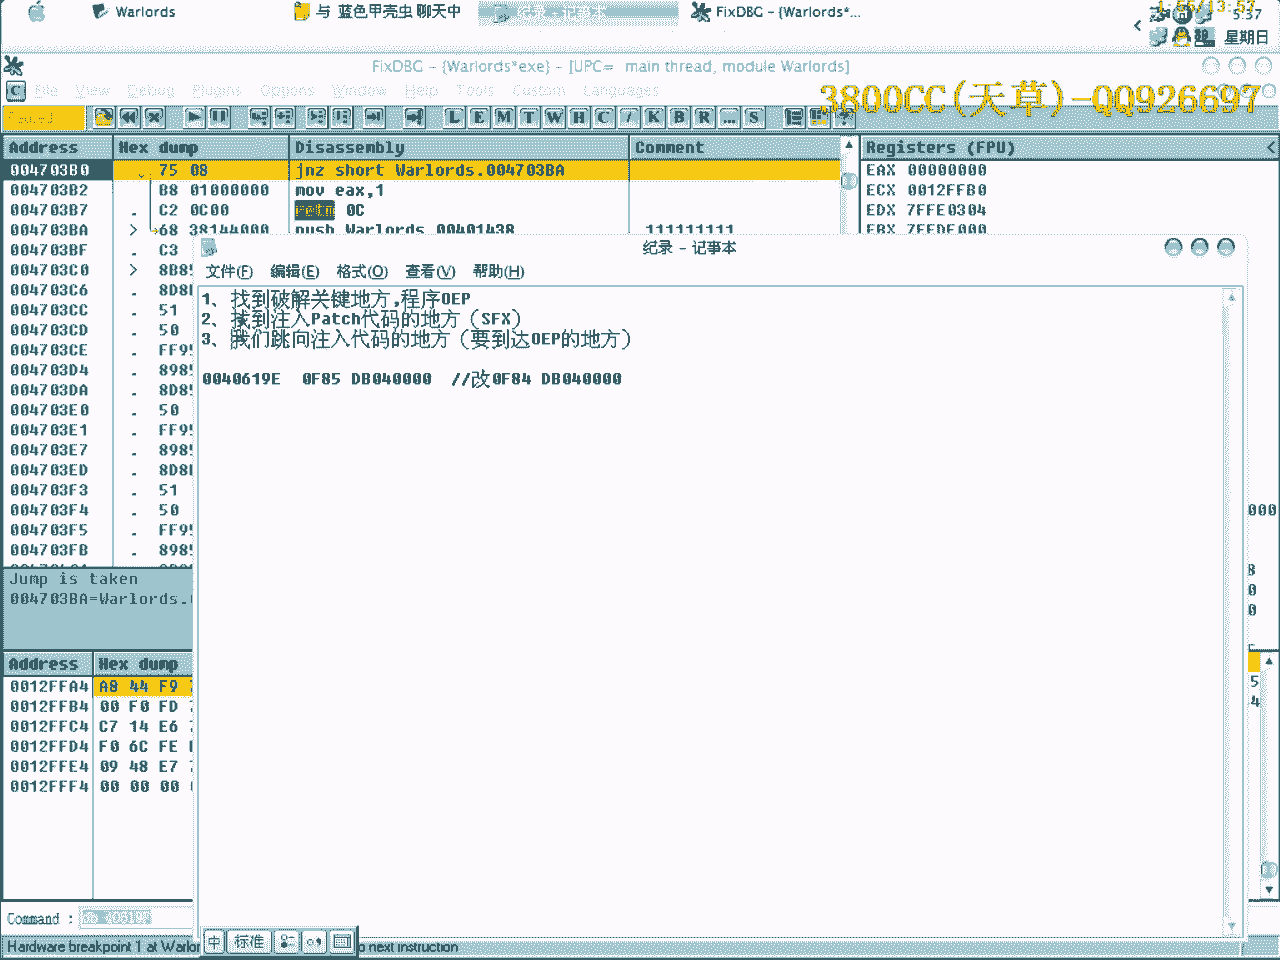 Warlords
与 蓝色甲壳虫 聊天中
纪录 - 记事本
FixDBG - {Warlords*...
1:55/13:57
5:37
星期日
FixDBG - {Warlords*exe} - [UPC= main thread, module Warlords]
File View Debug Plugins Options Window Help Tools Custom Languages
3800CC(天草)-QQ926697
Paused
L E M T W H C / K B R ... S
Address Hex dump Disassembly Comment Registers (FPU)
004703B0 75 08 jnz short Warlords.004703BA EAX 00000000
004703B2 B8 01000000 mov eax,1 ECX 0012FFB0
004703B7 . C2 0C00 retn 0C EDX 7FFE0304
004703BA > 68 38144000 push Warlords.00401438 111111111 EBX 7FFDF000
004703BF . C3
004703C0 > 8B8
004703C6 . 8D8
004703CC . 51
004703CD . 50
004703CE . FF9
004703D4 . 898
004703DA . 8D8
004703E0 . 50
004703E1 . FF9
004703E7 . 898
004703ED . 8D8
004703F3 . 51
004703F4 . 50
004703F5 . FF9
004703FB . 898
纪录 - 记事本
文件(F) 编辑(E) 格式(O) 查看(V) 帮助(H)
1、找到破解关键地方,程序OEP
2、找到注入Patch代码的地方（SFX）
3、我们跳向注入代码的地方（要到达OEP的地方）
0040619E 0F85 DB040000 //改0F84 DB040000
Jump is taken
004703BA=Warlords.
Address Hex dump
0012FFA4 A8 44 F9
0012FFB4 00 F0 FD
0012FFC4 C7 14 E6
0012FFD4 F0 6C FE
0012FFE4 09 48 E7
0012FFF4 00 00 00
Command :
中 标准
Hardware breakpoint 1 at Warlo
o next instruction